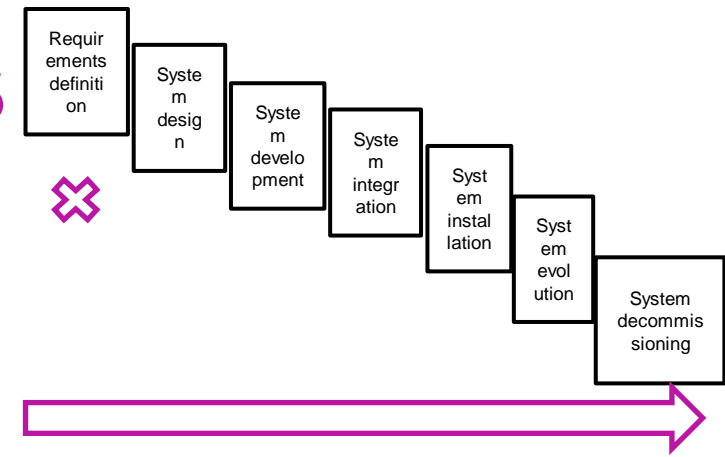 Requir
ements
definiti
on
Syste
m
desig
n
Syste
m
develo
pment
Syste
m
integr
ation
Syst
em
instal
lation
Syst
em
evol
ution
System
decommis
sioning